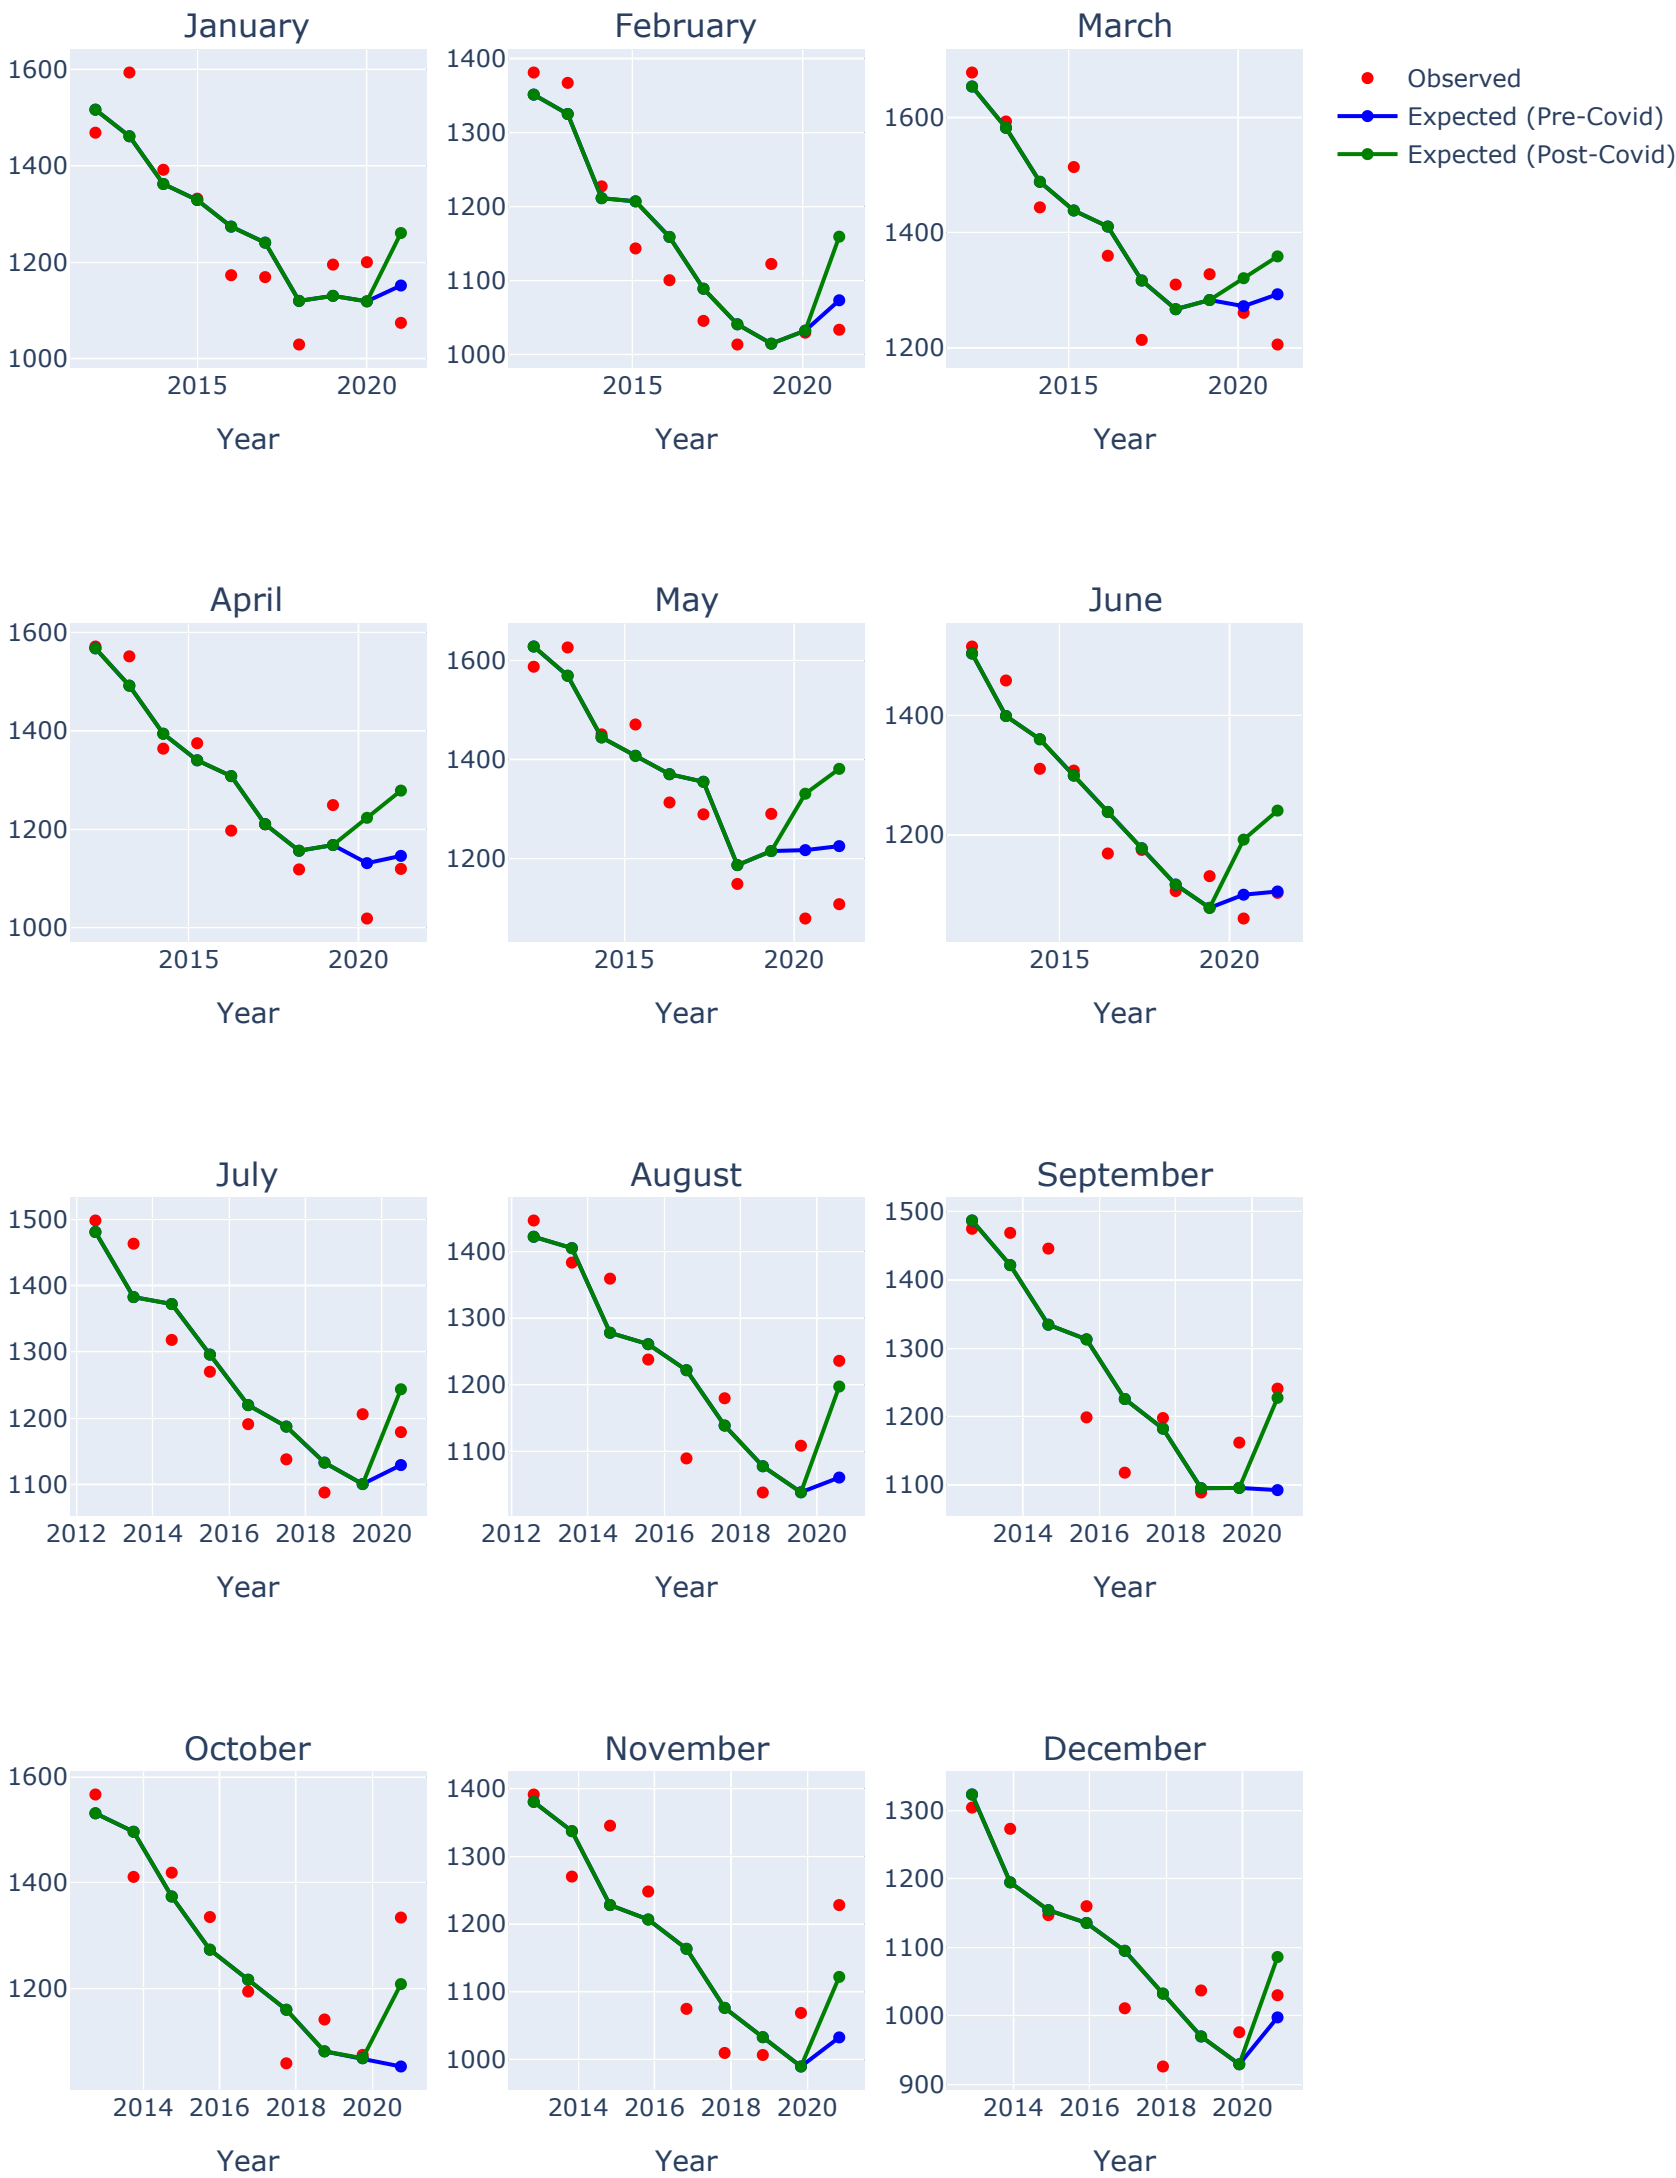 January
February
March
Observed
Expected (Pre-Covid)
Expected (Post-Covid)
1600
1400
1200
1000
2015
2020
Year
1400
1300
1200
1100
1000
2015
2020
Year
1600
1400
1200
2015
2020
Year
April
May
June
1600
1400
1200
1000
2015
2020
Year
1600
1400
1200
2015
2020
Year
1400
1200
2015
2020
Year
July
August
September
1500
1400
1300
1200
1100
2012 2014 2016 2018 2020
Year
1400
1300
1200
1100
2012 2014 2016 2018 2020
Year
1500
1400
1300
1200
1100
2014 2016 2018 2020
Year
October
November
December
1600
1400
1200
2014 2016 2018 2020
Year
1400
1300
1200
1100
1000
2014 2016 2018 2020
Year
1300
1200
1100
1000
900
2014 2016 2018 2020
Year